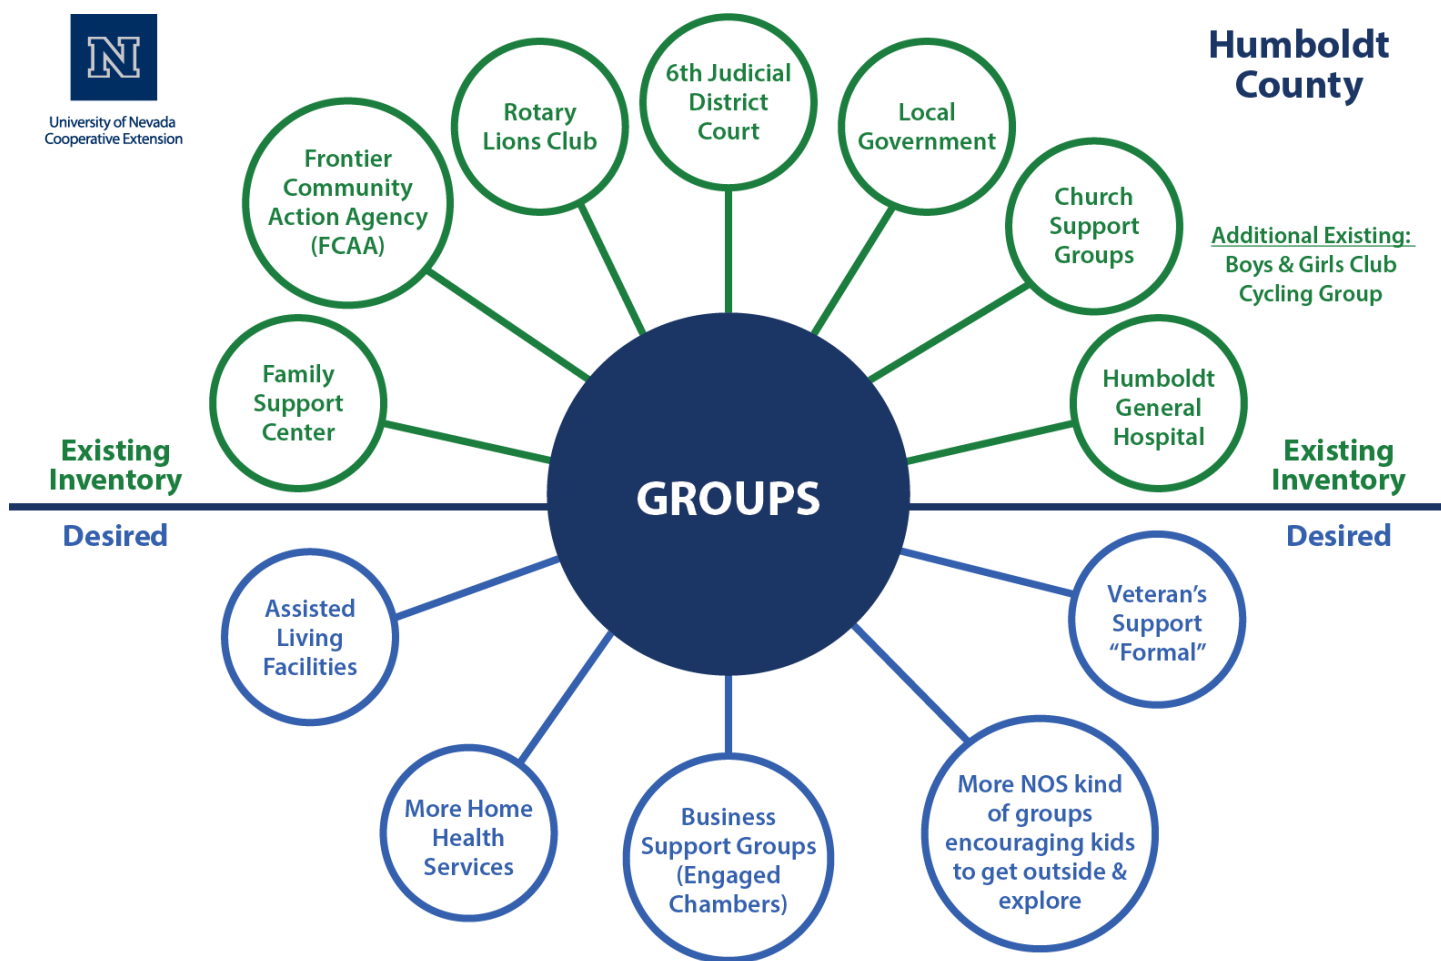 University of Nevada
Cooperative Extension
Humboldt
County
Frontier
Community
Action Agency
(FCAA)
Rotary
Lions Club
6th Judicial
District
Court
Local
Government
Church
Support
Groups
Additional Existing:
Boys & Girls Club
Cycling Group
Family
Support
Center
Humboldt
General
Hospital
Existing
Inventory
GROUPS
Existing
Inventory
Desired
Desired
Assisted
Living
Facilities
More Home
Health
Services
Business
Support Groups
(Engaged
Chambers)
More NOS kind
of groups
encouraging kids
to get outside &
explore
Veteran’s
Support
“Formal”